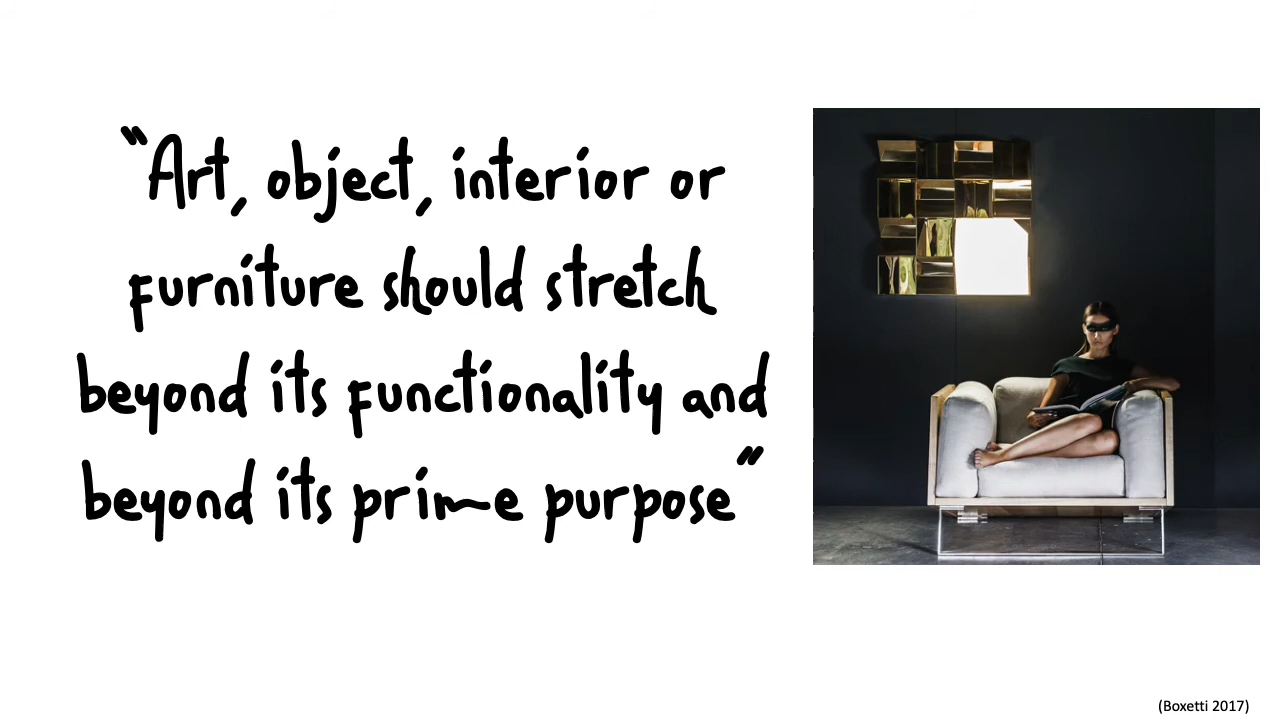 “Art, object, interior or
furniture should stretch
beyond its functionality and
beyond its prime purpose”
(Boxetti 2017)